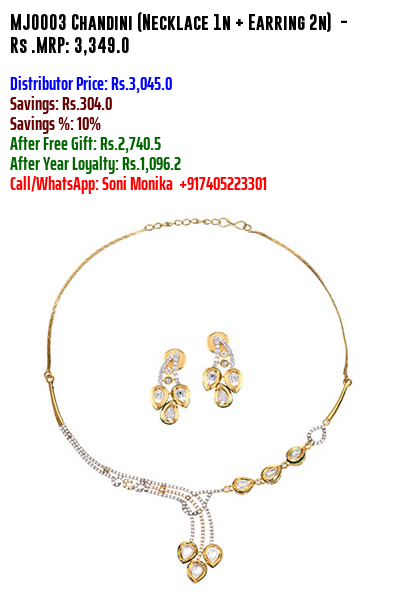 MJ0003 Chandini (Necklace 1n + Earring 2n) -
Rs .MRP: 3,349.0
Distributor Price: Rs.3,045.0
Savings: Rs.304.0
Savings %: 10%
After Free Gift: Rs.2,740.5
After Year Loyalty: Rs.1,096.2
Call/WhatsApp: Soni Monika +917405223301